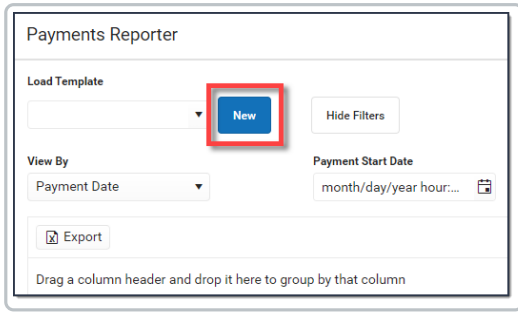 Payments Reporter
Load Template
New
Hide Filters
View By
Payment Start Date
Payment Date
month/day/year hour:...
Export
Drag a column header and drop it here to group by that column